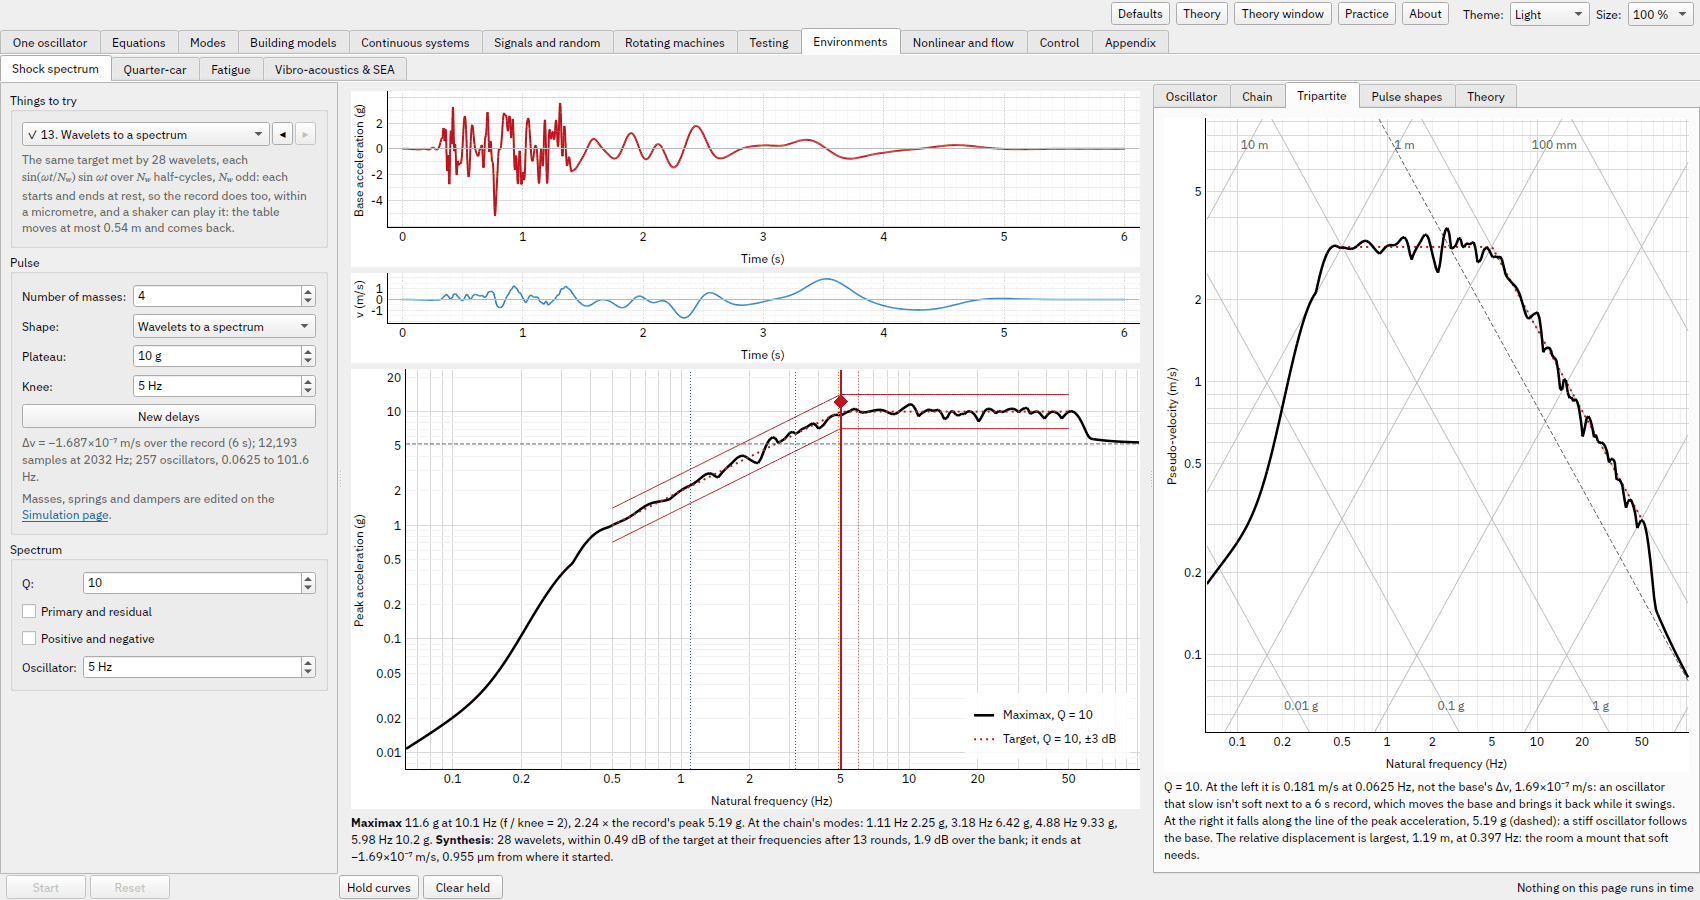 Defaults Theory Theory window Practice About Theme: Light Size: 100 %
One oscillator Equations Modes Building models Continuous systems Signals and random Rotating machines Testing Environments Nonlinear and flow Control Appendix
Shock spectrum Quarter-car Fatigue Vibro-acoustics & SEA
Things to try
✓ 13. Wavelets to a spectrum
The same target met by 28 wavelets, each
sin(ωt/Nw) sin ωt over Nw half-cycles, Nw odd: each
starts and ends at rest, so the record does too, within
a micrometre, and a shaker can play it: the table
moves at most 0.54 m and comes back.
Pulse
Number of masses: 4
Shape: Wavelets to a spectrum
Plateau: 10 g
Knee: 5 Hz
New delays
Δv = −1.687×10⁻⁷ m/s over the record (6 s); 12,193
samples at 2032 Hz; 257 oscillators, 0.0625 to 101.6
Hz.
Masses, springs and dampers are edited on the
Simulation page.
Spectrum
Q: 10
Primary and residual
Positive and negative
Oscillator: 5 Hz
Start Reset
Base acceleration (g)
2
0
-2
-4
0 1 2 3 4 5 6
Time (s)
v (m/s)
1
0
-1
0 1 2 3 4 5 6
Time (s)
Peak acceleration (g)
20
10
5
2
1
0.5
0.2
0.1
0.05
0.02
0.01
Maximax, Q = 10
Target, Q = 10, ±3 dB
0.1 0.2 0.5 1 2 5 10 20 50
Natural frequency (Hz)
Maximax 11.6 g at 10.1 Hz (f / knee = 2), 2.24 × the record's peak 5.19 g. At the chain's modes: 1.11 Hz 2.25 g, 3.18 Hz 6.42 g, 4.88 Hz 9.33 g,
5.98 Hz 10.2 g. Synthesis: 28 wavelets, within 0.49 dB of the target at their frequencies after 13 rounds, 1.9 dB over the bank; it ends at
−1.69×10⁻⁷ m/s, 0.955 µm from where it started.
Hold curves Clear held
Oscillator Chain Tripartite Pulse shapes Theory
10 m 1 m 100 mm
Pseudo-velocity (m/s)
5
2
1
0.5
0.2
0.1
0.01 g 0.1 g 1 g
0.1 0.2 0.5 1 2 5 10 20 50
Natural frequency (Hz)
Q = 10. At the left it is 0.181 m/s at 0.0625 Hz, not the base's Δv, 1.69×10⁻⁷ m/s: an oscillator
that slow isn't soft next to a 6 s record, which moves the base and brings it back while it swings.
At the right it falls along the line of the peak acceleration, 5.19 g (dashed): a stiff oscillator follows
the base. The relative displacement is largest, 1.19 m, at 0.397 Hz: the room a mount that soft
needs.
Nothing on this page runs in time